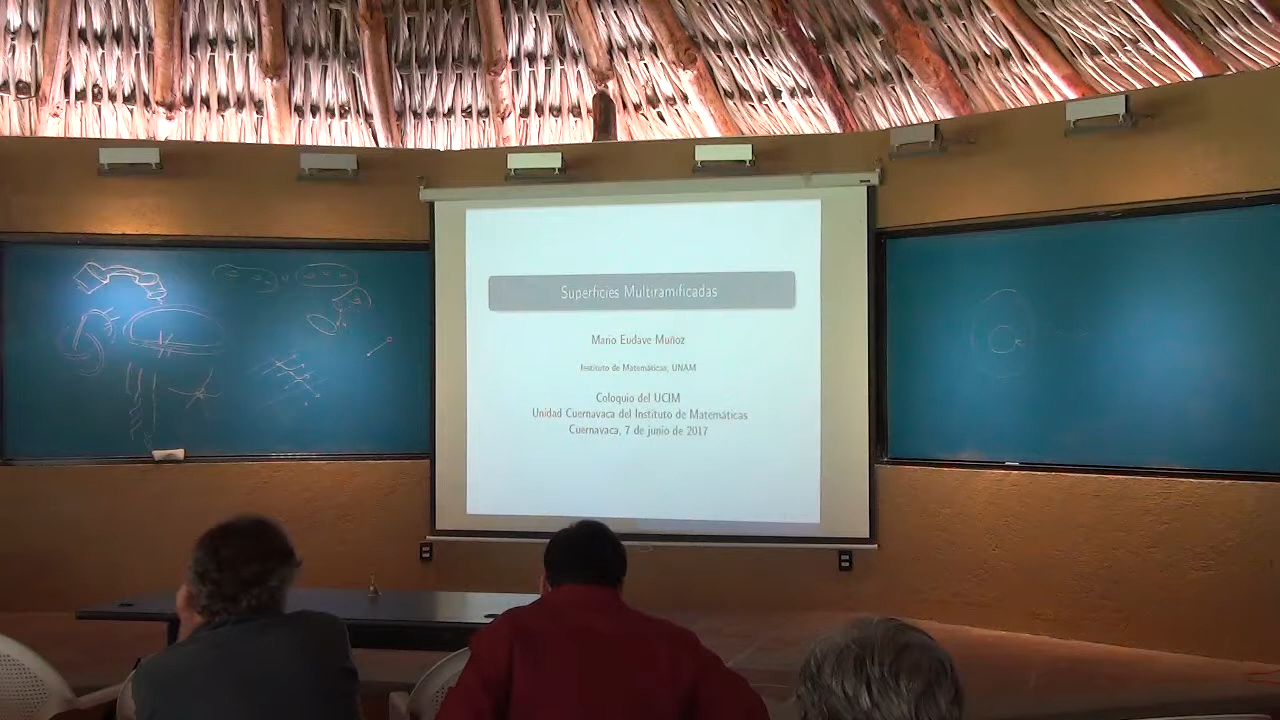 Superficies Multiramificadas
Mario Eudave Muñoz
Instituto de Matemáticas, UNAM
Coloquio del UCIM
Unidad Cuernavaca del Instituto de Matemáticas
Cuernavaca, 7 de junio de 2017